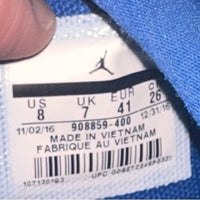 US UK EUR
8 7 41 26
11/02/16 12/31/16
908859-400
MADE IN VIETNAM
FABRIQUE AU VIETNAM